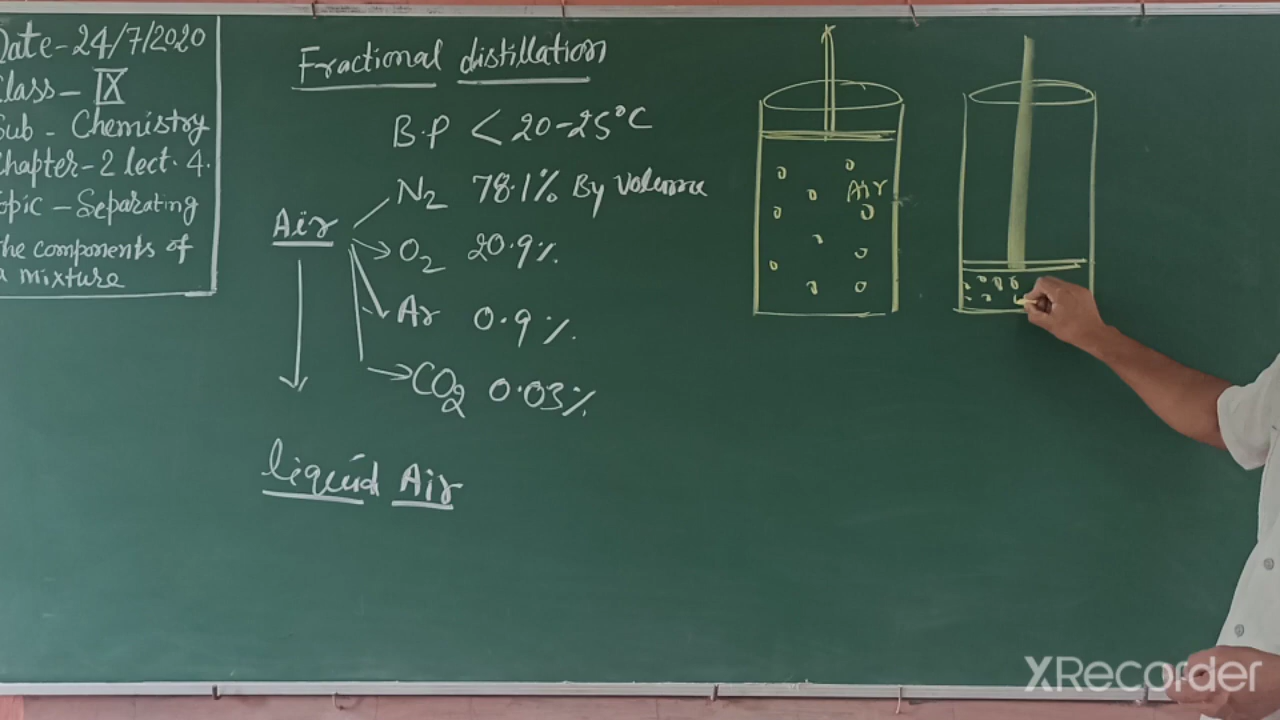 Date-24/7/2020
Class-IX
Sub - Chemistry
Chapter-2 lect. 4.
Topic - Separating
the components of
a mixture
Fractional distillation
B.P < 20-25°C
Air
N2 78.1% By Volume
O2 20.9%
Ar 0.9%
CO2 0.03%
liquid Air
Air
XRecorder